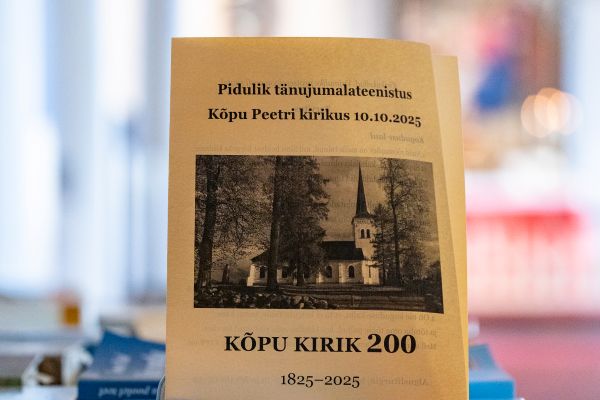 Pidulik tänujumalateenistus
Kõpu Peetri kirikus 10.10.2025
KÕPU KIRIK 200
1825–2025